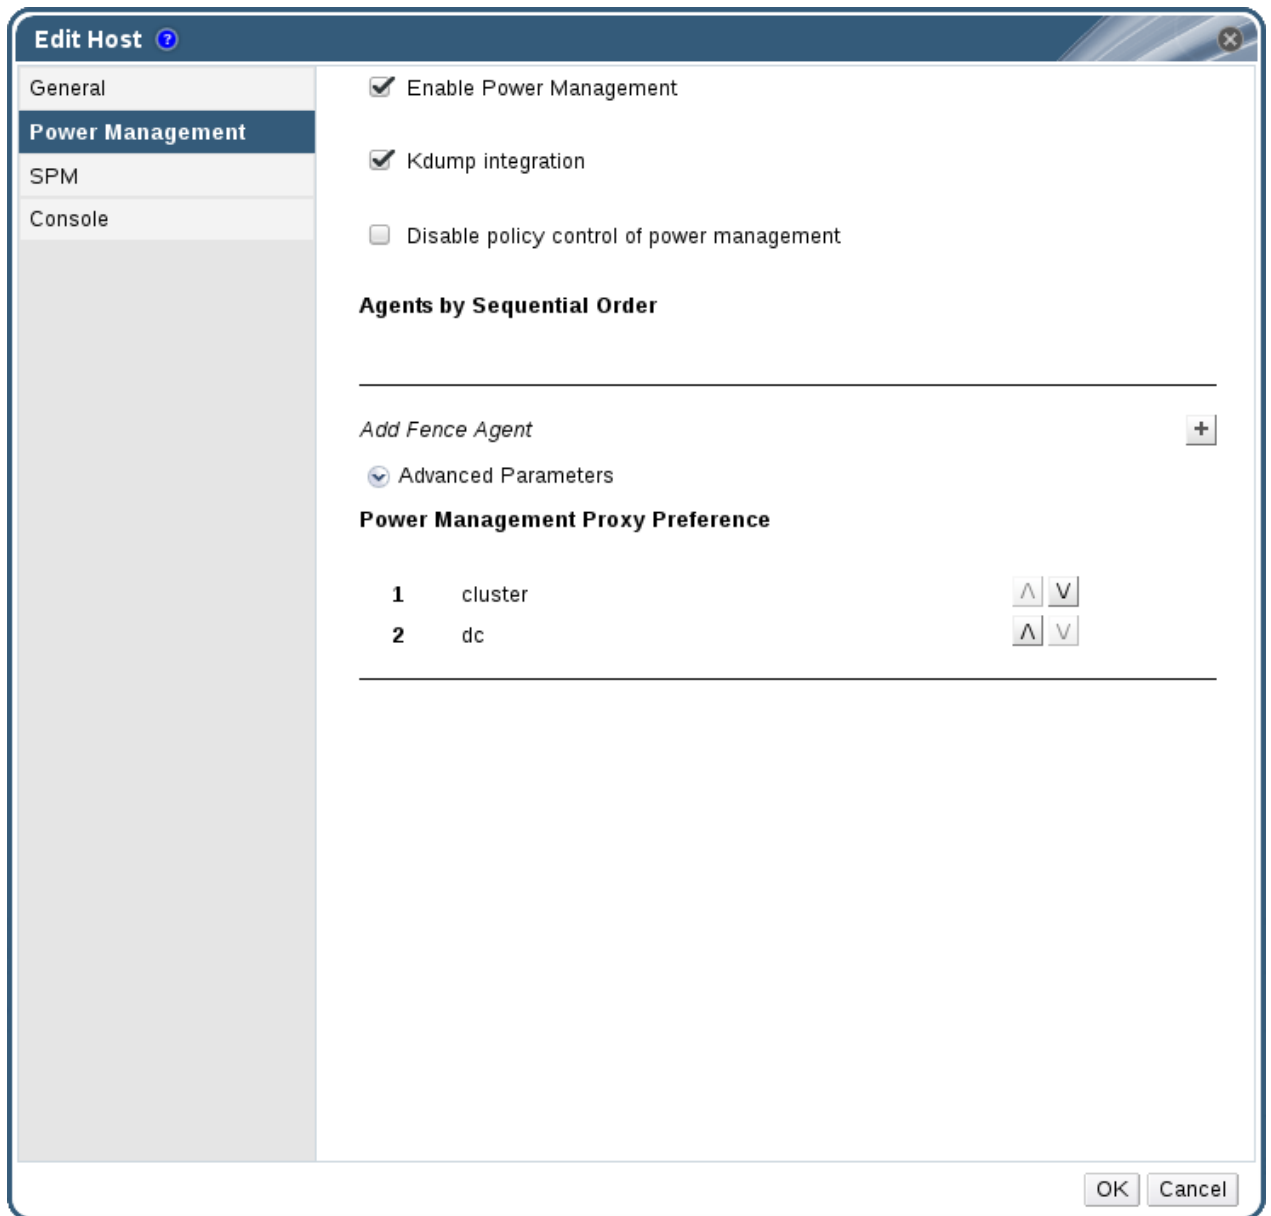 Edit Host ?
General
Power Management
SPM
Console
Enable Power Management
Kdump integration
Disable policy control of power management
Agents by Sequential Order
Add Fence Agent +
Advanced Parameters
Power Management Proxy Preference
1 cluster
2 dc
OK Cancel